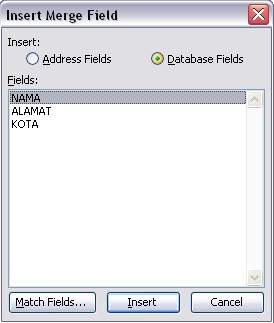 Insert Merge Field
Insert:
Address Fields Database Fields
Fields:
NAMA
ALAMAT
KOTA
Match Fields... Insert Cancel